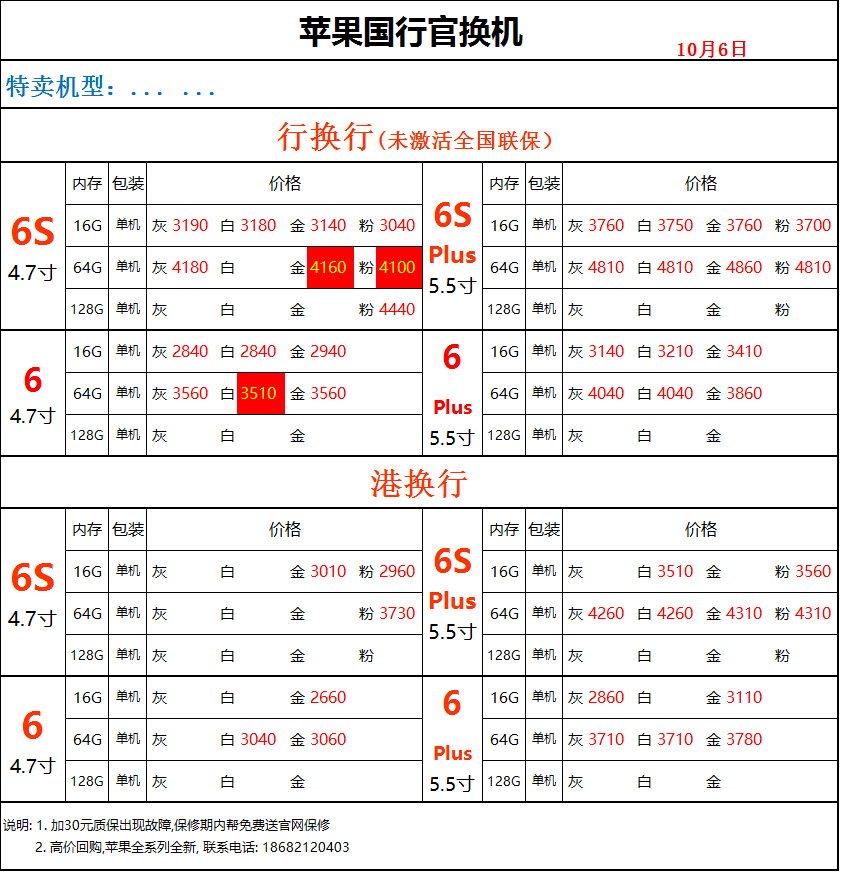 苹果国行官换机
10月6日
特卖机型：... ...
行换行(未激活全国联保）
6S 4.7寸 内存 包装 价格 6S Plus 5.5寸 内存 包装 价格
16G 单机 灰 3190 白 3180 金 3140 粉 3040 16G 单机 灰 3760 白 3750 金 3760 粉 3700
64G 单机 灰 4180 白 金 4160 粉 4100 64G 单机 灰 4810 白 4810 金 4860 粉 4810
128G 单机 灰 白 金 粉 4440 128G 单机 灰 白 金 粉
6 4.7寸 16G 单机 灰 2840 白 2840 金 2940 6 Plus 5.5寸 16G 单机 灰 3140 白 3210 金 3410
64G 单机 灰 3560 白 3510 金 3560 64G 单机 灰 4040 白 4040 金 3860
128G 单机 灰 白 金 128G 单机 灰 白 金
港换行
6S 4.7寸 内存 包装 价格 6S Plus 5.5寸 内存 包装 价格
16G 单机 灰 白 金 3010 粉 2960 16G 单机 灰 白 3510 金 粉 3560
64G 单机 灰 白 金 粉 3730 64G 单机 灰 4260 白 4260 金 4310 粉 4310
128G 单机 灰 白 金 粉 128G 单机 灰 白 金 粉
6 4.7寸 16G 单机 灰 白 金 2660 6 Plus 5.5寸 16G 单机 灰 2860 白 金 3110
64G 单机 灰 白 3040 金 3060 64G 单机 灰 3710 白 3710 金 3780
128G 单机 灰 白 金 128G 单机 灰 白 金
说明: 1. 加30元质保出现故障,保修期内帮免费送官网保修
2. 高价回购,苹果全系列全新, 联系电话: 18682120403